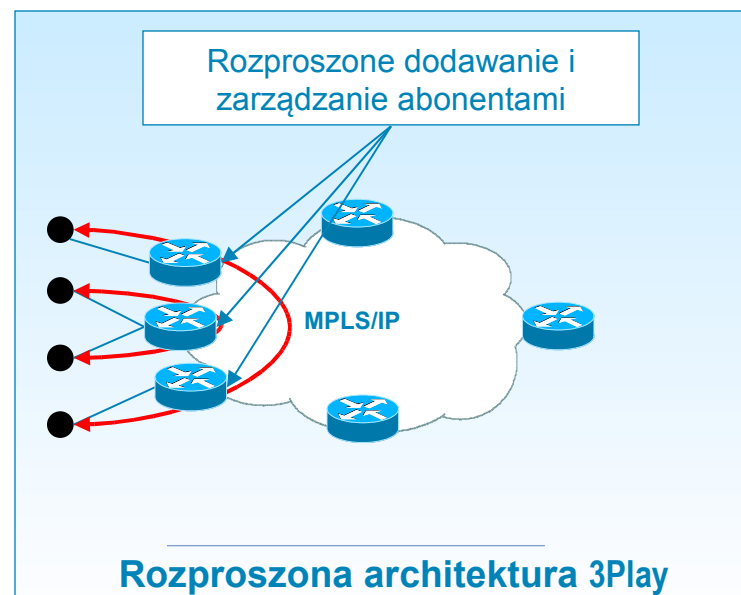 Rozproszone dodawanie i
zarządzanie abonentami
MPLS/IP
Rozproszona architektura 3Play